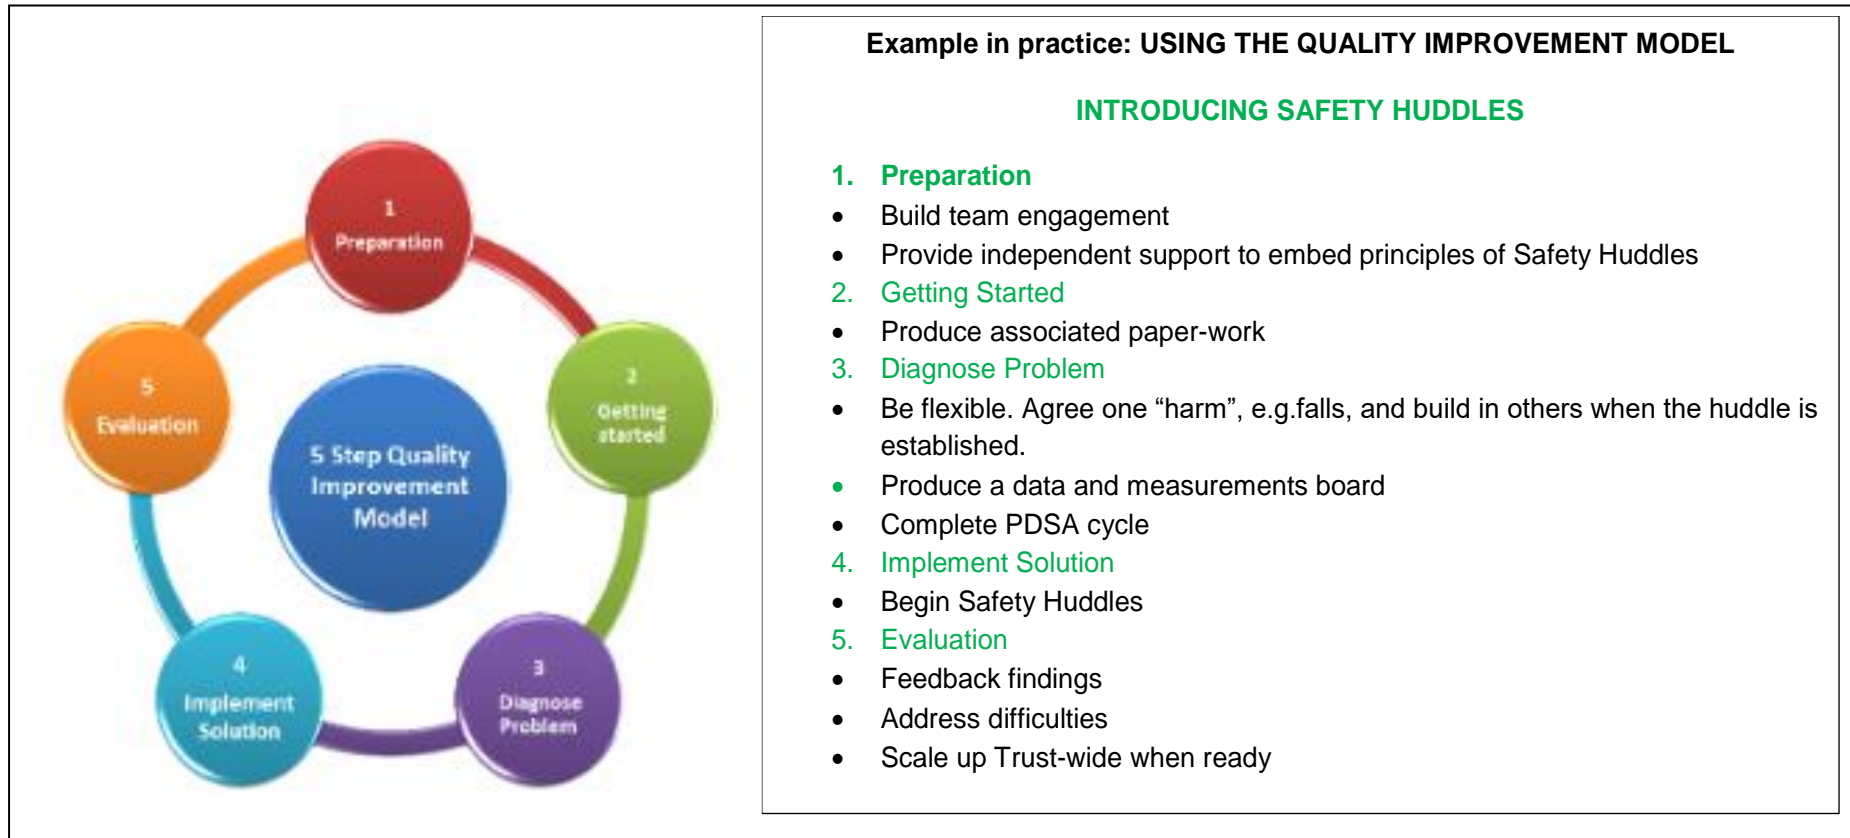 1
Preparation
2
Getting
started
3
Diagnose
Problem
4
Implement
Solution
5
Evaluation
5 Step Quality
Improvement
Model
Example in practice: USING THE QUALITY IMPROVEMENT MODEL
INTRODUCING SAFETY HUDDLES
1. Preparation
• Build team engagement
• Provide independent support to embed principles of Safety Huddles
2. Getting Started
• Produce associated paper-work
3. Diagnose Problem
• Be flexible. Agree one “harm”, e.g.falls, and build in others when the huddle is
established.
• Produce a data and measurements board
• Complete PDSA cycle
4. Implement Solution
• Begin Safety Huddles
5. Evaluation
• Feedback findings
• Address difficulties
• Scale up Trust-wide when ready